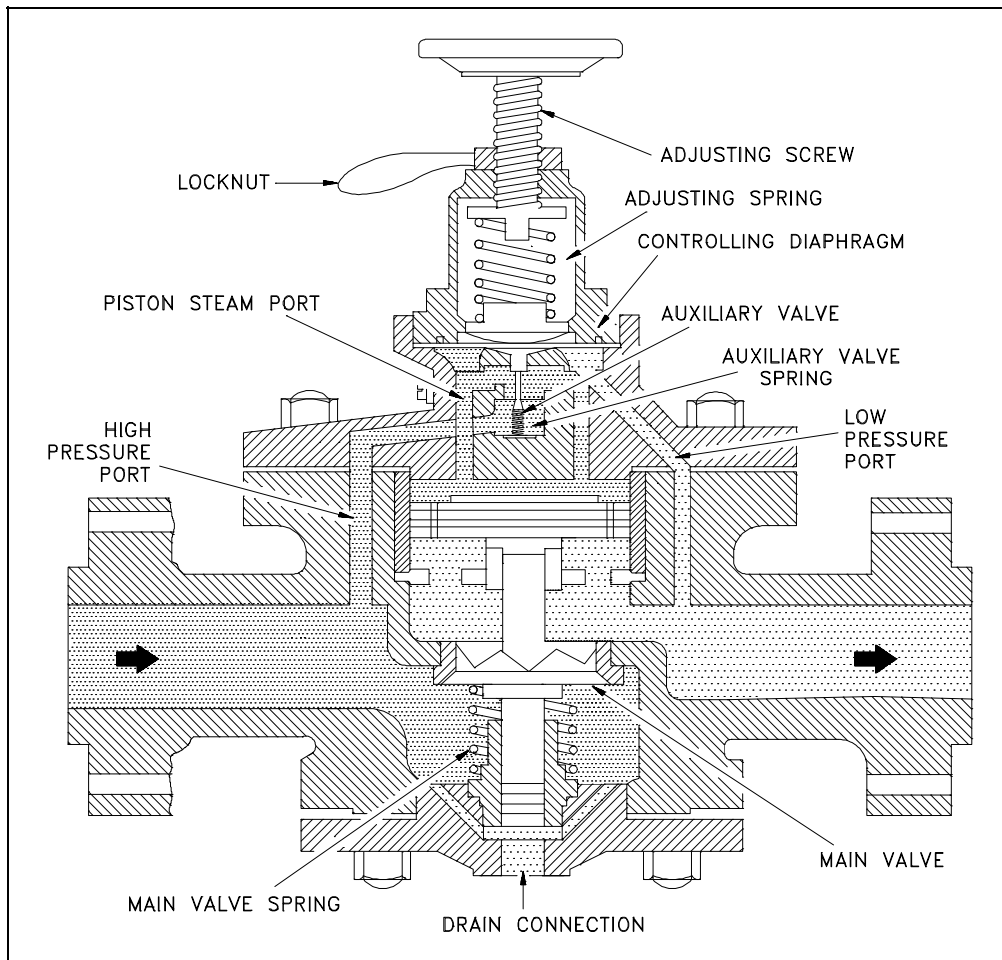 ADJUSTING SCREW
LOCKNUT
ADJUSTING SPRING
CONTROLLING DIAPHRAGM
PISTON STEAM PORT
AUXILIARY VALVE
AUXILIARY VALVE
SPRING
HIGH
PRESSURE
PORT
LOW
PRESSURE
PORT
MAIN VALVE
MAIN VALVE SPRING
DRAIN CONNECTION